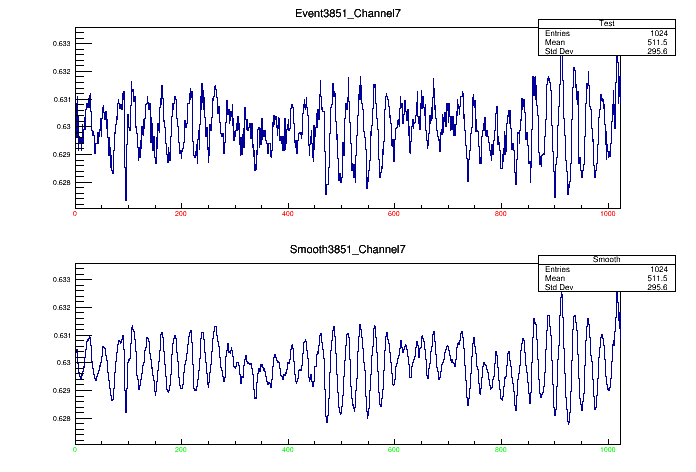 Event3851_Channel7
Test
Entries 1024
Mean 511.5
Std Dev 295.6
0.633
0.632
0.631
0.63
0.629
0.628
0 200 400 600 800 1000
Smooth3851_Channel7
Smooth
Entries 1024
Mean 511.5
Std Dev 295.6
0.633
0.632
0.631
0.63
0.629
0.628
0 200 400 600 800 1000